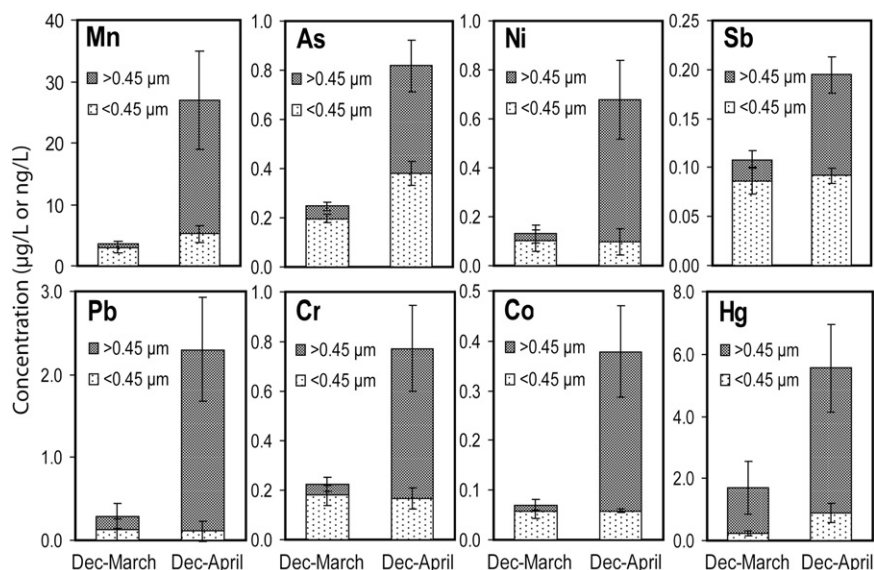 Concentration (µg/L or ng/L)
Mn
>0.45 µm
<0.45 µm
40
30
20
10
0
As
>0.45 µm
<0.45 µm
1.0
0.8
0.6
0.4
0.2
0.0
Ni
>0.45 µm
<0.45 µm
1.0
0.8
0.6
0.4
0.2
0.0
Sb
>0.45 µm
<0.45 µm
0.25
0.20
0.15
0.10
0.05
0.00
Pb
>0.45 µm
<0.45 µm
3.0
2.0
1.0
0.0
Dec-March Dec-April
Cr
>0.45 µm
<0.45 µm
1.0
0.8
0.6
0.4
0.2
0.0
Dec-March Dec-April
Co
>0.45 µm
<0.45 µm
0.5
0.4
0.3
0.2
0.1
0.0
Dec-March Dec-April
Hg
>0.45 µm
<0.45 µm
8.0
6.0
4.0
2.0
0.0
Dec-March Dec-April